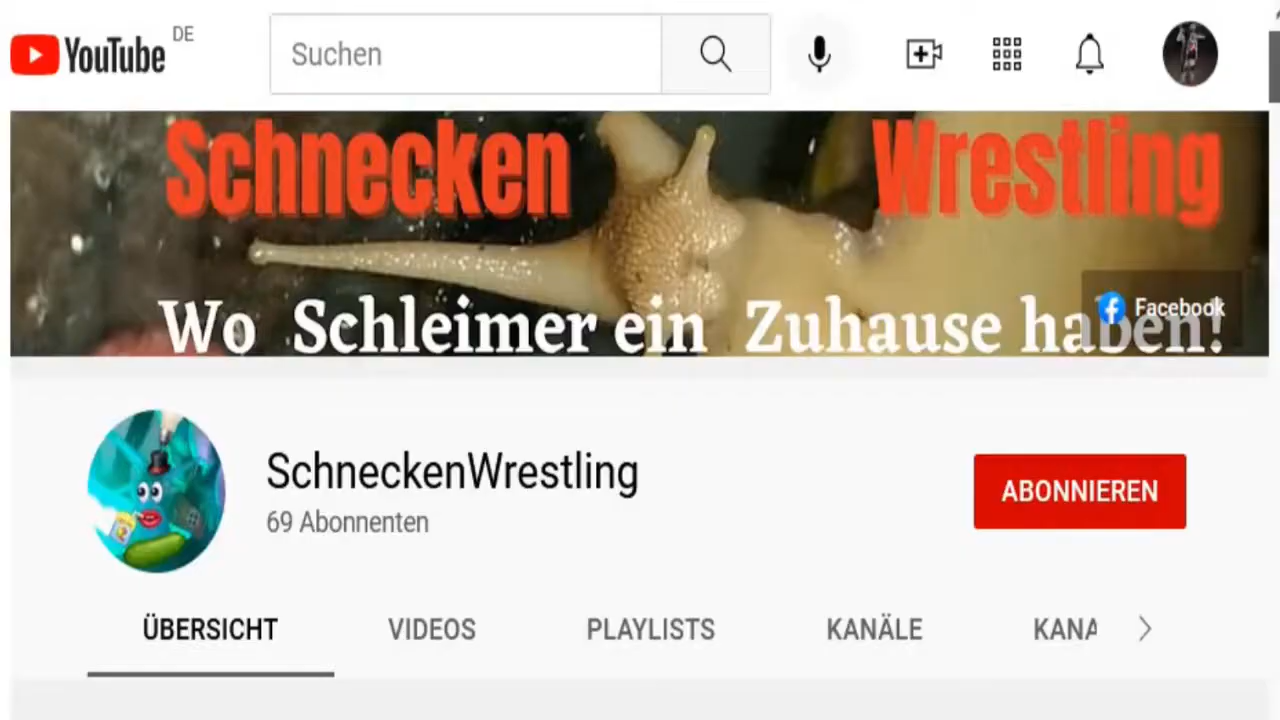 YouTube DE
Suchen
Schnecken Wrestling
Wo Schleimer ein Zuhause haben!
Facebook
SchneckenWrestling
69 Abonnenten
ABONNIEREN
ÜBERSICHT VIDEOS PLAYLISTS KANÄLE KANA